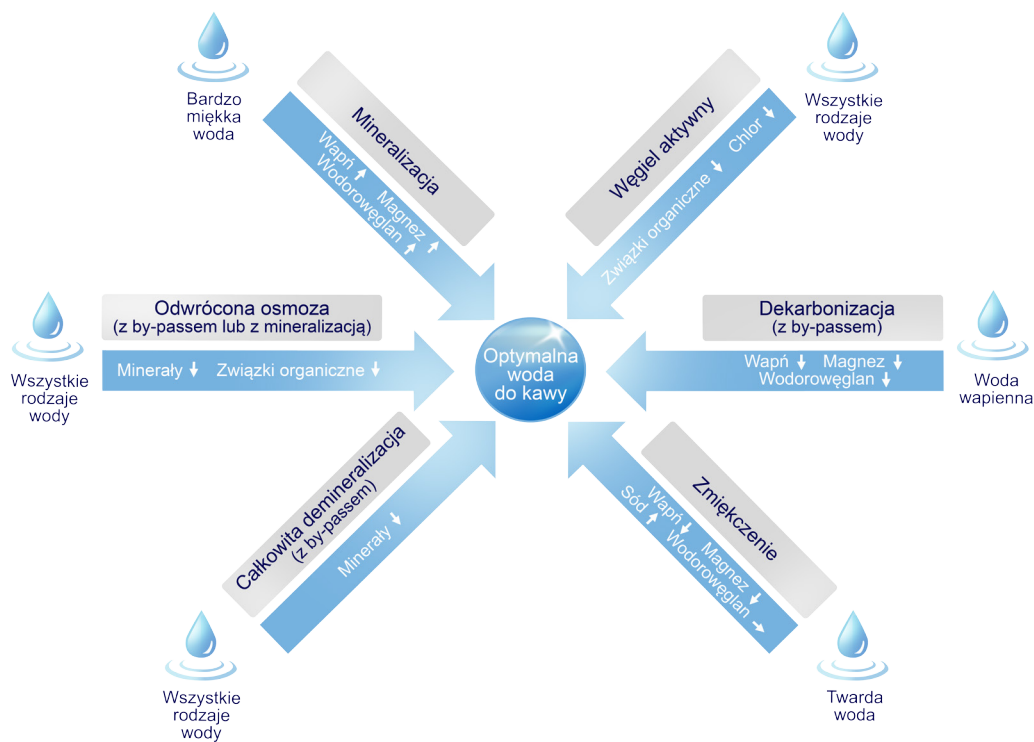 Bardzo
miękka
woda
Mineralizacja
Wapń ↑ Magnez ↑
Wodorowęglan ↑
Wszystkie
rodzaje
wody
Węgiel aktywny
Związki organiczne ↓ Chlor ↓
Wszystkie
rodzaje
wody
Odwrócona osmoza
(z by-passem lub z mineralizacją)
Minerały ↓ Związki organiczne ↓
Optymalna
woda
do kawy
Dekarbonizacja
(z by-passem)
Wapń ↓ Magnez ↓
Wodorowęglan ↓
Woda
wapienna
Całkowita demineralizacja
(z by-passem)
Minerały ↓
Wszystkie
rodzaje
wody
Zmiękczenie
Wapń ↓ Magnez ↓
Sód ↑ Wodorowęglan →
Twarda
woda